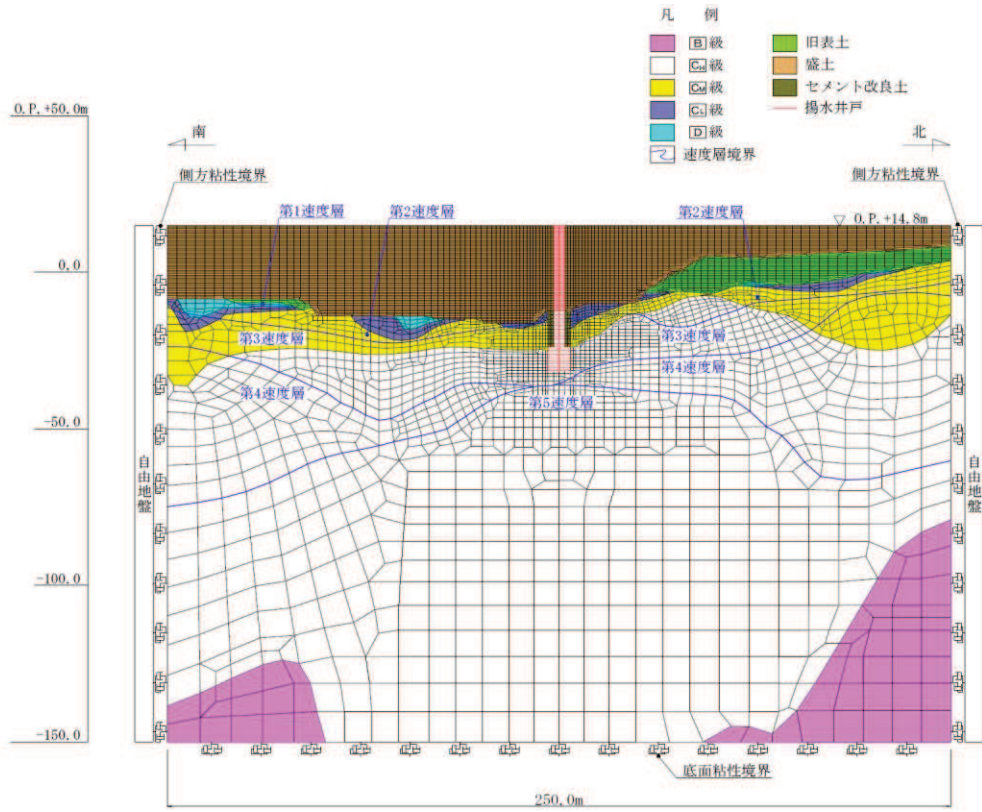 凡 例
B 級
CH 級
CM 級
CL 級
D 級
速度層境界
旧表土
盛土
セメント改良土
揚水井戸
O.P.+50.0m
南
北
側方粘性境界
側方粘性境界
第1速度層
第2速度層
第2速度層
O.P.+14.8m
0.0
第3速度層
第3速度層
第4速度層
第4速度層
第5速度層
-50.0
自由地盤
自由地盤
-100.0
-150.0
底面粘性境界
250.0m